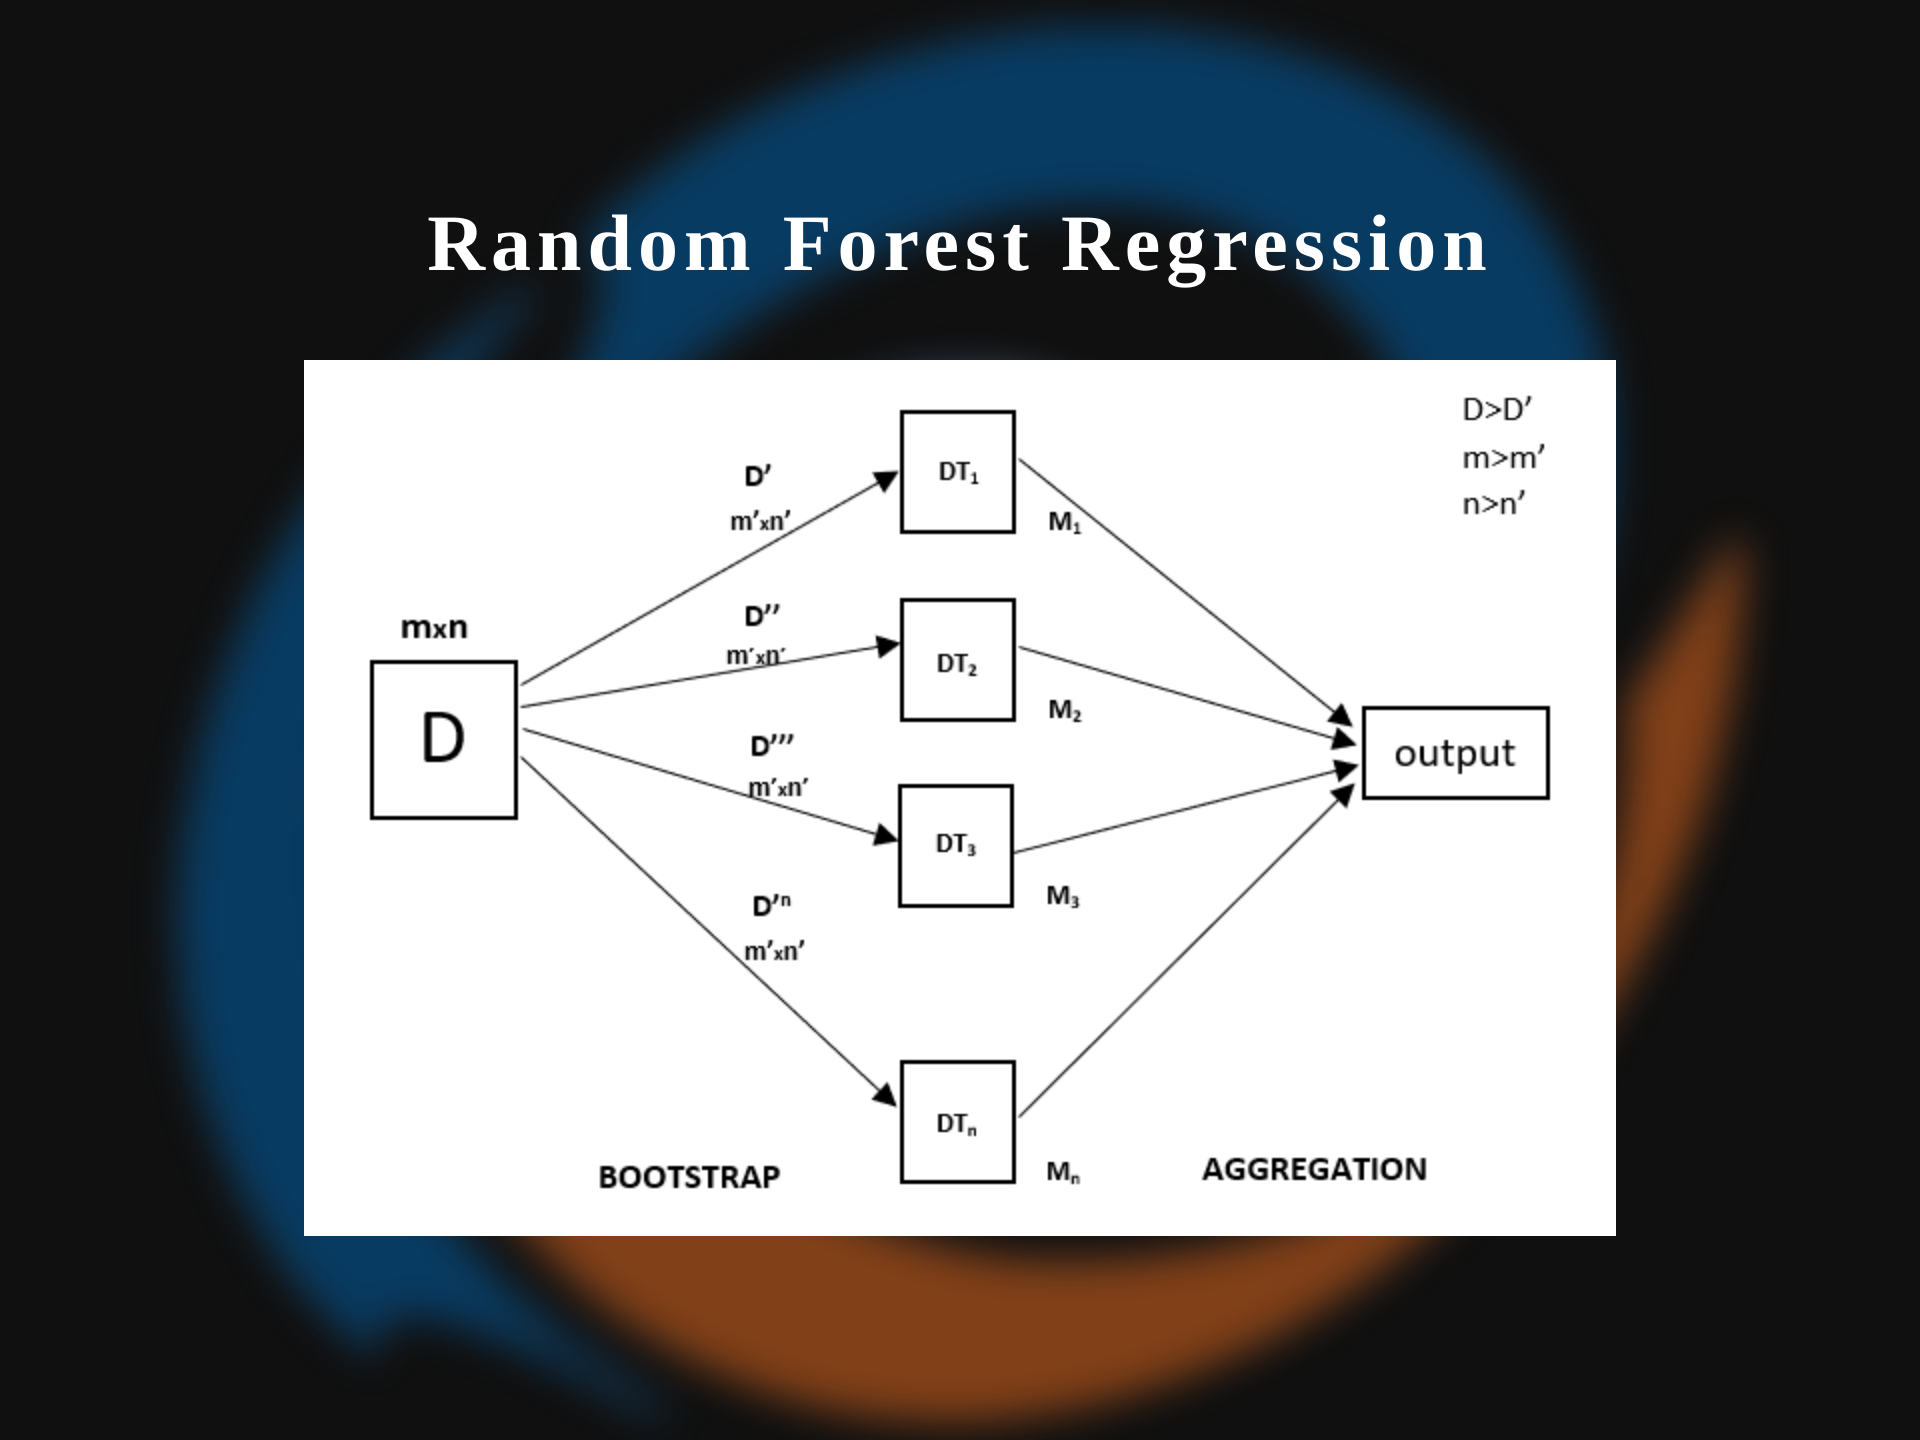 Random Forest Regression
D>D’
m>m’
n>n’
mxn
D
D’
m’xn’
D’’
m’xn’
D’’’
m’xn’
D’ⁿ
m’xn’
DT₁
M₁
DT₂
M₂
DT₃
M₃
DTₙ
Mₙ
output
BOOTSTRAP
AGGREGATION